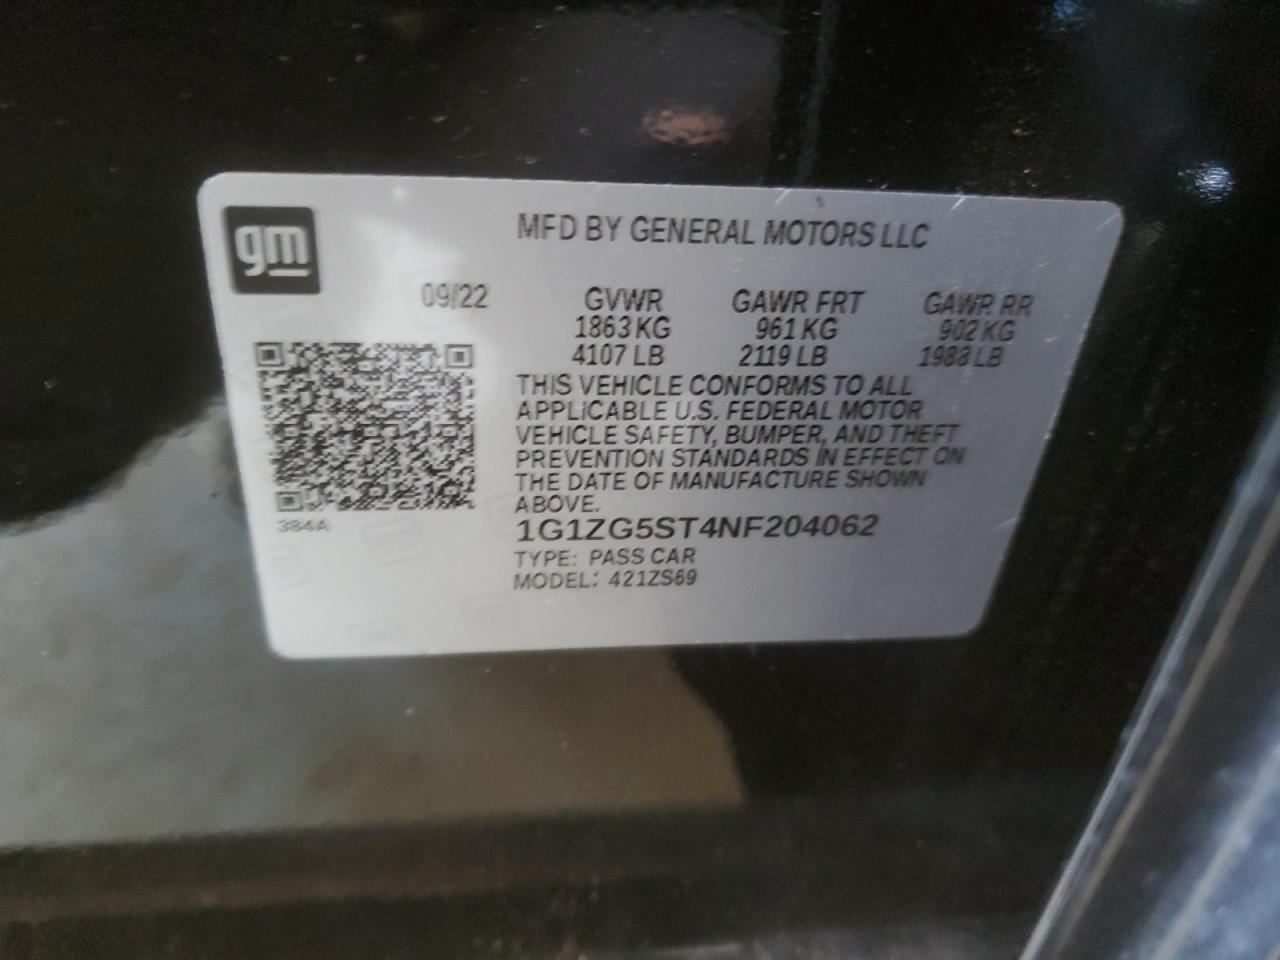 gm
MFD BY GENERAL MOTORS LLC
09/22 GVWR GAWR FRT GAWR RR
1863 KG 961 KG 902 KG
4107 LB 2119 LB 1988 LB
THIS VEHICLE CONFORMS TO ALL
APPLICABLE U.S. FEDERAL MOTOR
VEHICLE SAFETY, BUMPER, AND THEFT
PREVENTION STANDARDS IN EFFECT ON
THE DATE OF MANUFACTURE SHOWN
ABOVE.
384A
1G1ZG5ST4NF204062
TYPE: PASS CAR
MODEL: 421ZS69